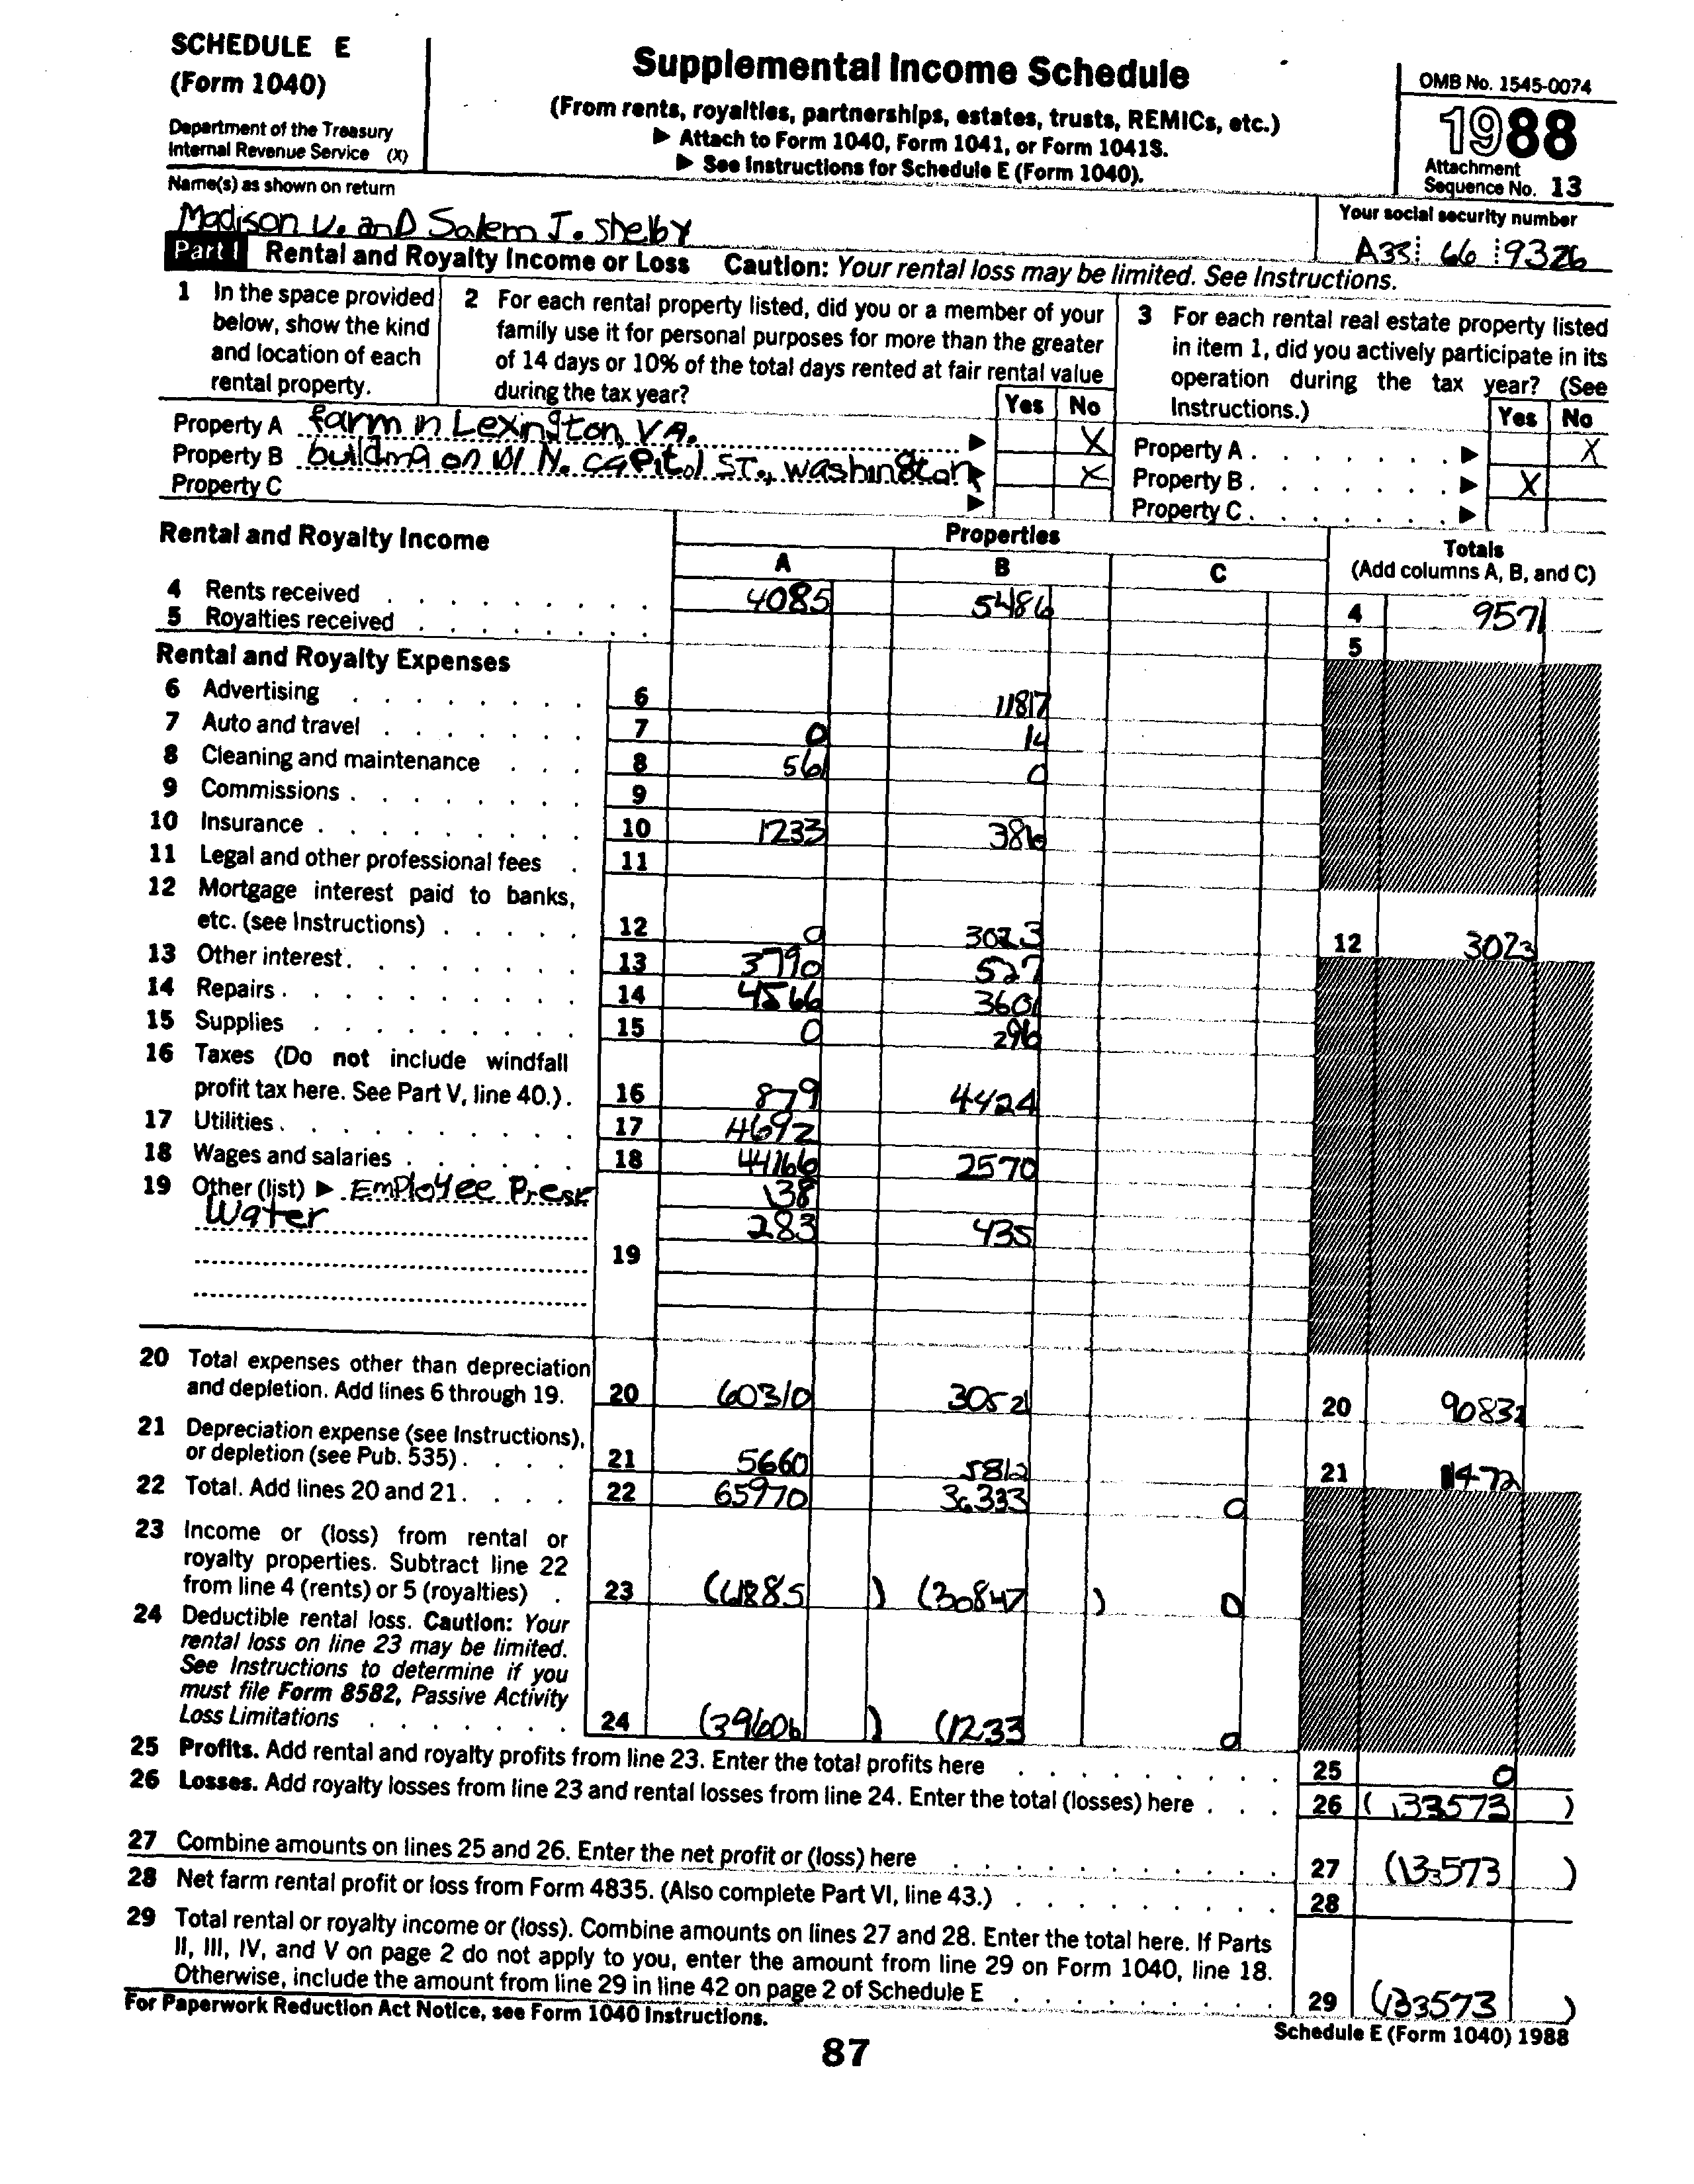 SCHEDULE E
(Form 1040)
Department of the Treasury
Internal Revenue Service (X)
Supplemental Income Schedule
(From rents, royalties, partnerships, estates, trusts, REMICs, etc.)
▶ Attach to Form 1040, Form 1041, or Form 1041S.
▶ See Instructions for Schedule E (Form 1040).
OMB No. 1545-0074
1988
Attachment
Sequence No. 13
Name(s) as shown on return
Madison V. and Salem J. Shelby
Your social security number
A33 66 9326
Part I Rental and Royalty Income or Loss Caution: Your rental loss may be limited. See Instructions.
1 In the space provided
below, show the kind
and location of each
rental property.
2 For each rental property listed, did you or a member of your
family use it for personal purposes for more than the greater
of 14 days or 10% of the total days rented at fair rental value
during the tax year?
Yes No
3 For each rental real estate property listed
in item 1, did you actively participate in its
operation during the tax year? (See
Instructions.)
Yes No
Property A farm in Lexington, VA. ▶ X Property A ▶ X
Property B building on 101 N. Capitol ST., Washington ▶ X Property B ▶ X
Property C ▶ Property C ▶
Rental and Royalty Income
Properties
A B C
Totals
(Add columns A, B, and C)
4 Rents received 4085 5486 4 9571
5 Royalties received 5
Rental and Royalty Expenses
6 Advertising 6 11817
7 Auto and travel 7 0 14
8 Cleaning and maintenance 8 561 0
9 Commissions 9
10 Insurance 10 1233 386
11 Legal and other professional fees 11
12 Mortgage interest paid to banks,
etc. (see Instructions) 12 0 3023 12 3023
13 Other interest 13 3790 527
14 Repairs 14 4566 3601
15 Supplies 15 0 296
16 Taxes (Do not include windfall
profit tax here. See Part V, line 40.) 16 879 4424
17 Utilities 17 4692
18 Wages and salaries 18 44166 2570
19 Other (list) ▶ Employee Presr 138
Water 283 435
19
20 Total expenses other than depreciation
and depletion. Add lines 6 through 19. 20 60310 3052 20 90831
21 Depreciation expense (see Instructions),
or depletion (see Pub. 535) 21 5660 5812 21 11472
22 Total. Add lines 20 and 21 22 65970 36333 0
23 Income or (loss) from rental or
royalty properties. Subtract line 22
from line 4 (rents) or 5 (royalties) 23 (61885) (30847) 0
24 Deductible rental loss. Caution: Your
rental loss on line 23 may be limited.
See Instructions to determine if you
must file Form 8582, Passive Activity
Loss Limitations 24 (39606) (1233 0
25 Profits. Add rental and royalty profits from line 23. Enter the total profits here 25 0
26 Losses. Add royalty losses from line 23 and rental losses from line 24. Enter the total (losses) here 26 (133573)
27 Combine amounts on lines 25 and 26. Enter the net profit or (loss) here 27 (133573)
28 Net farm rental profit or loss from Form 4835. (Also complete Part VI, line 43.) 28
29 Total rental or royalty income or (loss). Combine amounts on lines 27 and 28. Enter the total here. If Parts
II, III, IV, and V on page 2 do not apply to you, enter the amount from line 29 on Form 1040, line 18.
Otherwise, include the amount from line 29 in line 42 on page 2 of Schedule E 29 (133573)
For Paperwork Reduction Act Notice, see Form 1040 Instructions.
Schedule E (Form 1040) 1988
87